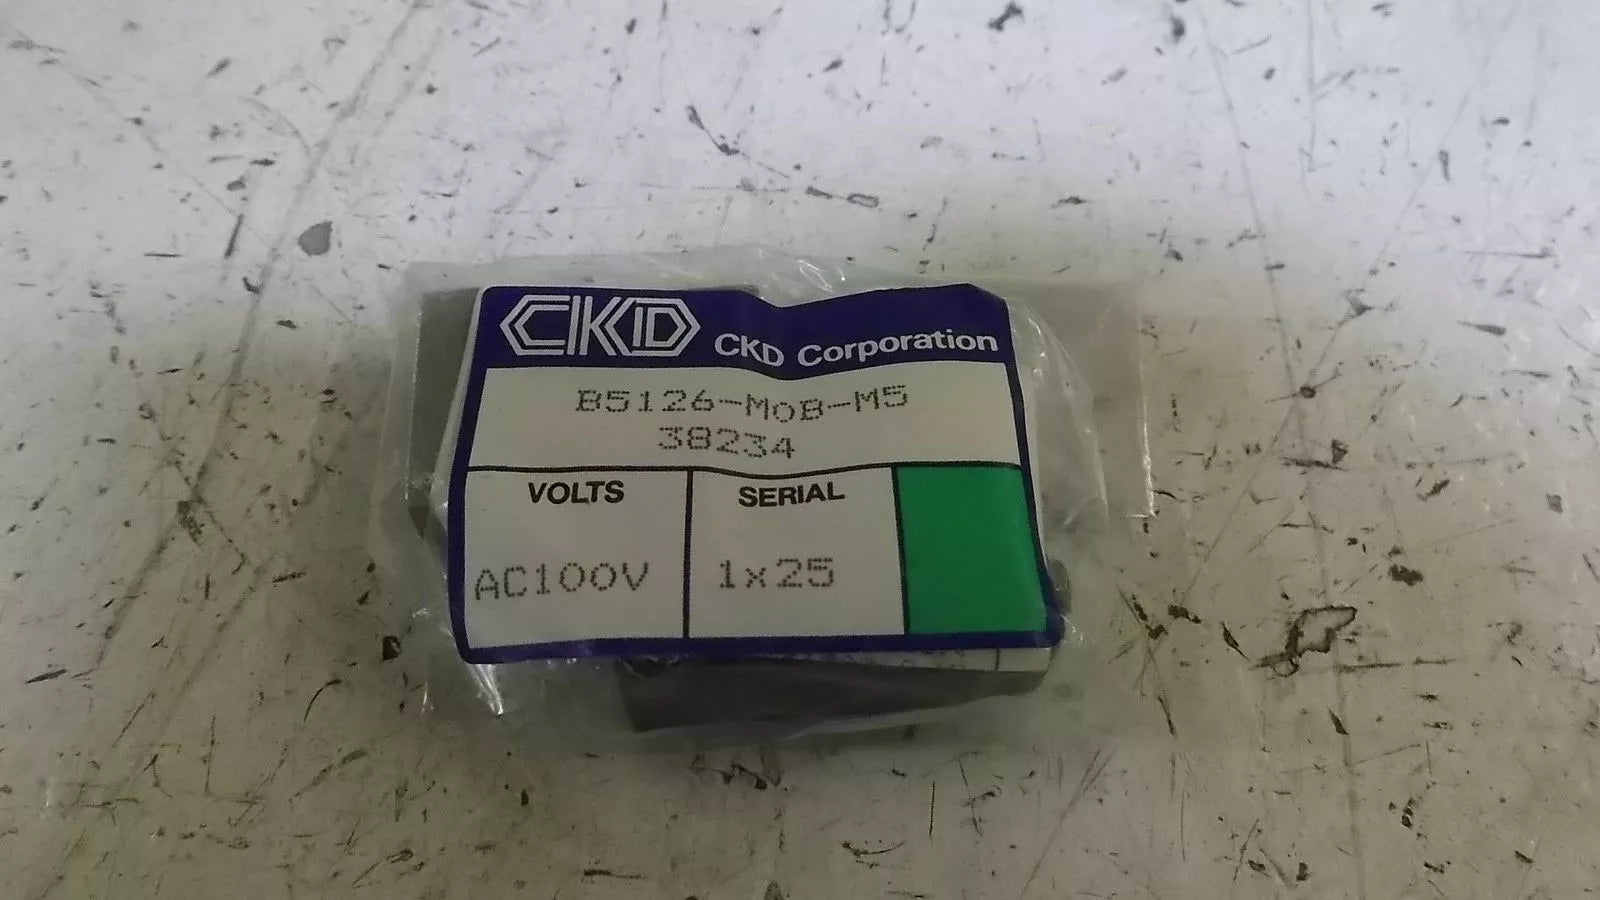 CKD CKD Corporation
B5126-M0B-M5
38234
VOLTS SERIAL
AC100V 1x25